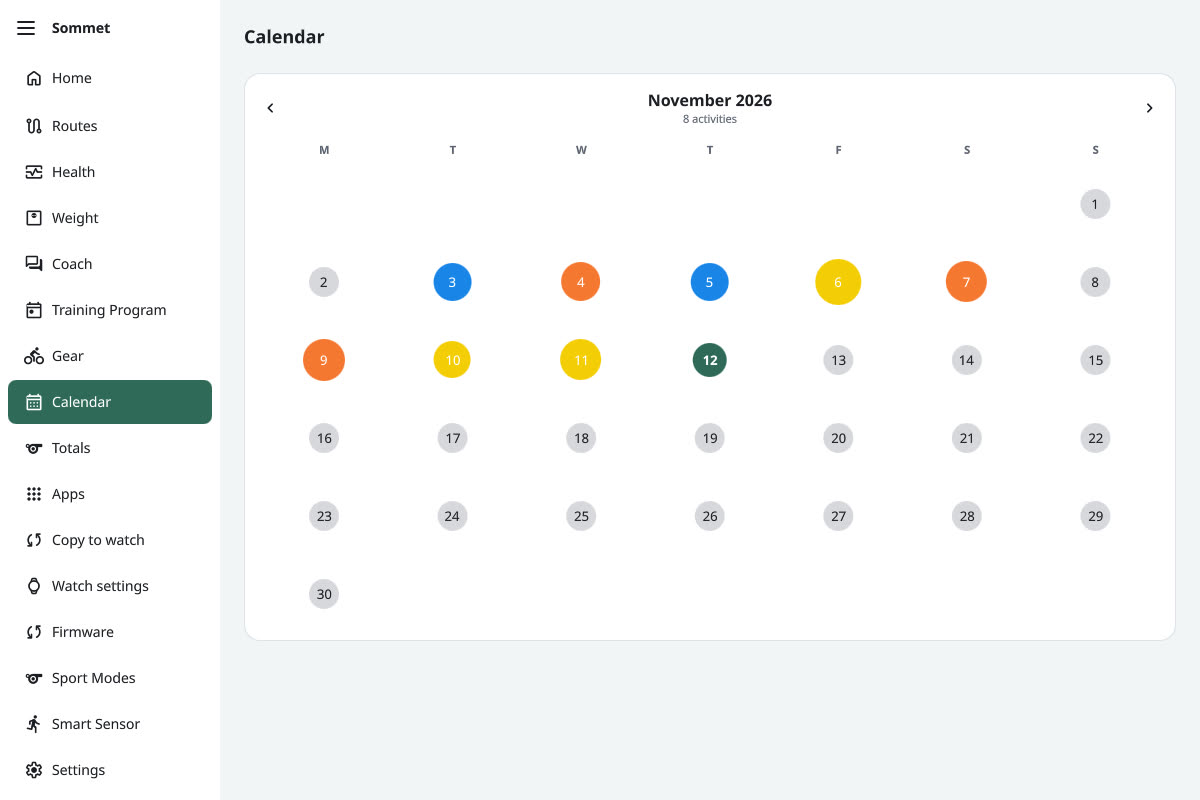 Sommet
Home
Routes
Health
Weight
Coach
Training Program
Gear
Calendar
Totals
Apps
Copy to watch
Watch settings
Firmware
Sport Modes
Smart Sensor
Settings
Calendar
November 2026
8 activities
M T W T F S S
1
2 3 4 5 6 7 8
9 10 11 12 13 14 15
16 17 18 19 20 21 22
23 24 25 26 27 28 29
30